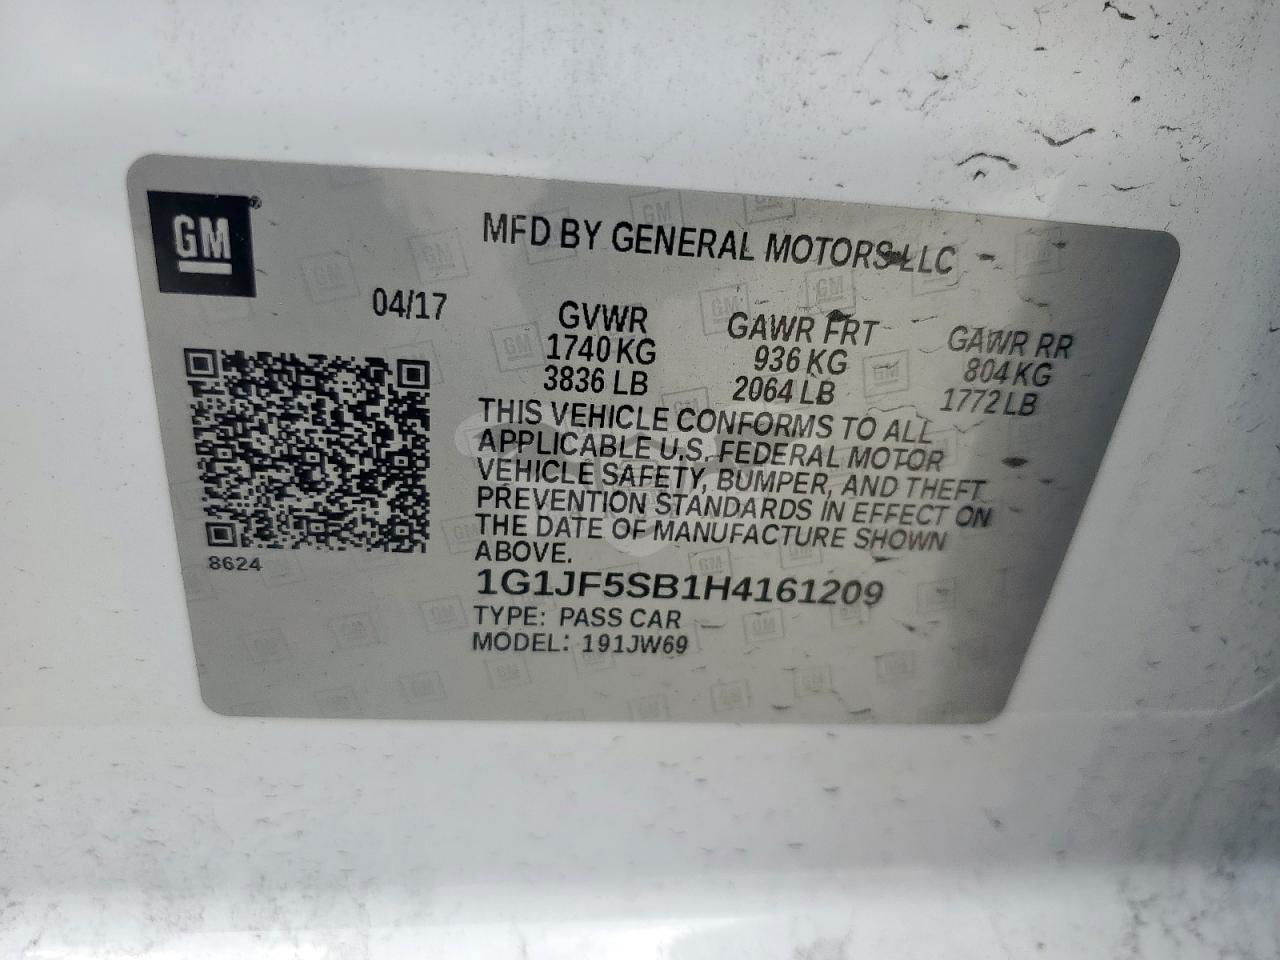 GM
MFD BY GENERAL MOTORS LLC
04/17
GVWR GAWR FRT GAWR RR
1740 KG 936 KG 804 KG
3836 LB 2064 LB 1772 LB
THIS VEHICLE CONFORMS TO ALL
APPLICABLE U.S. FEDERAL MOTOR
VEHICLE SAFETY, BUMPER, AND THEFT
PREVENTION STANDARDS IN EFFECT ON
THE DATE OF MANUFACTURE SHOWN
ABOVE.
8624
1G1JF5SB1H4161209
TYPE: PASS CAR
MODEL: 191JW69